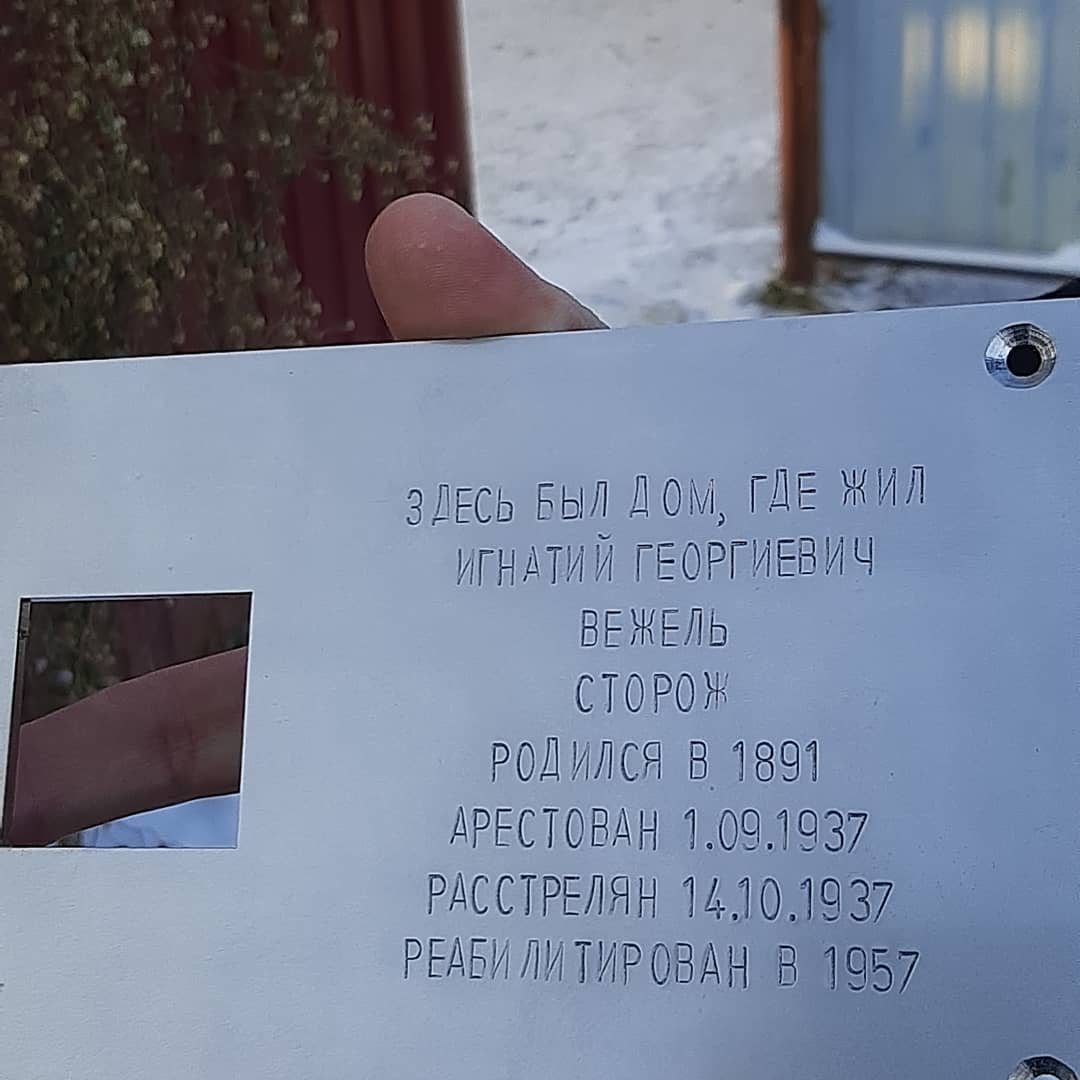 ЗДЕСЬ БЫЛ ДОМ, ГДЕ ЖИЛ
ИГНАТИЙ ГЕОРГИЕВИЧ
ВЕЖЕЛЬ
СТОРОЖ
РОДИЛСЯ В 1891
АРЕСТОВАН 1.09.1937
РАССТРЕЛЯН 14.10.1937
РЕАБИЛИТИРОВАН В 1957